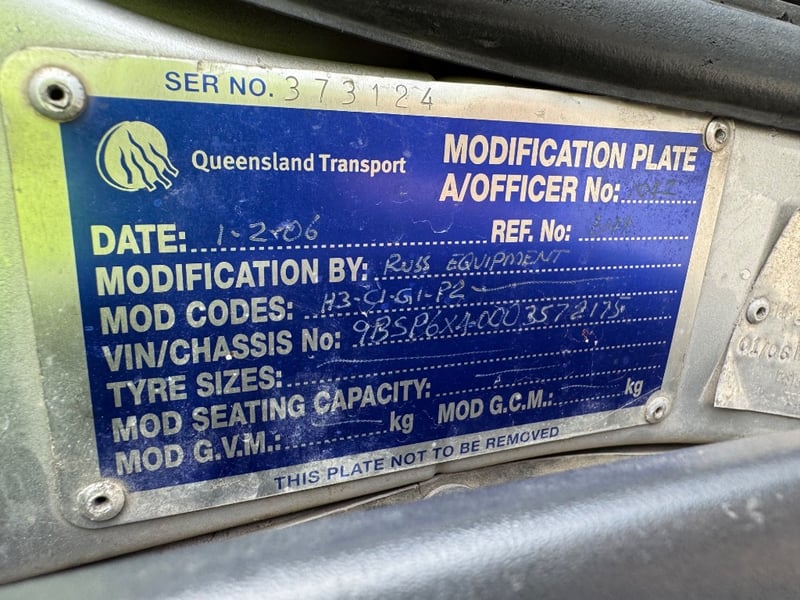 SER NO. 373124
Queensland Transport
MODIFICATION PLATE
A/OFFICER No:
DATE: 1-2-06
REF. No:
MODIFICATION BY: RUSS EQUIPMENT
MOD CODES: H3-C1-G1-P2
VIN/CHASSIS No: 9BSP6X40003572175
TYRE SIZES:
MOD SEATING CAPACITY:
MOD G.V.M.: kg MOD G.C.M.: kg
THIS PLATE NOT TO BE REMOVED